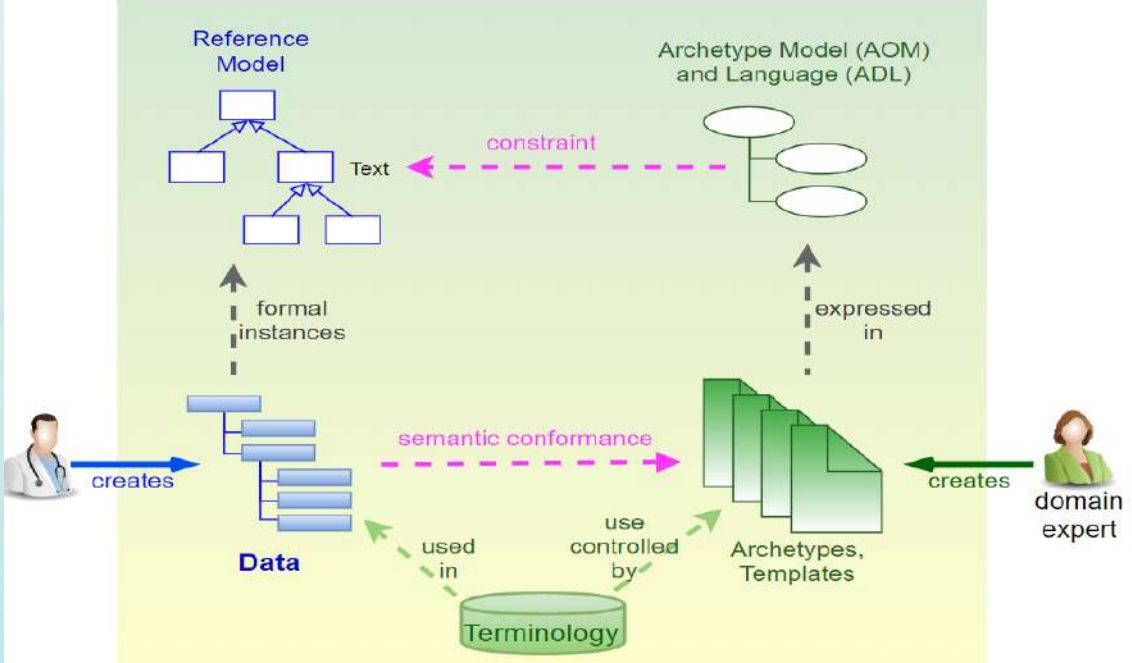 Reference
Model
Archetype Model (AOM)
and Language (ADL)
constraint
Text
formal
instances
expressed
in
semantic conformance
creates
creates
domain
expert
Data
used
in
use
controlled
by
Archetypes,
Templates
Terminology